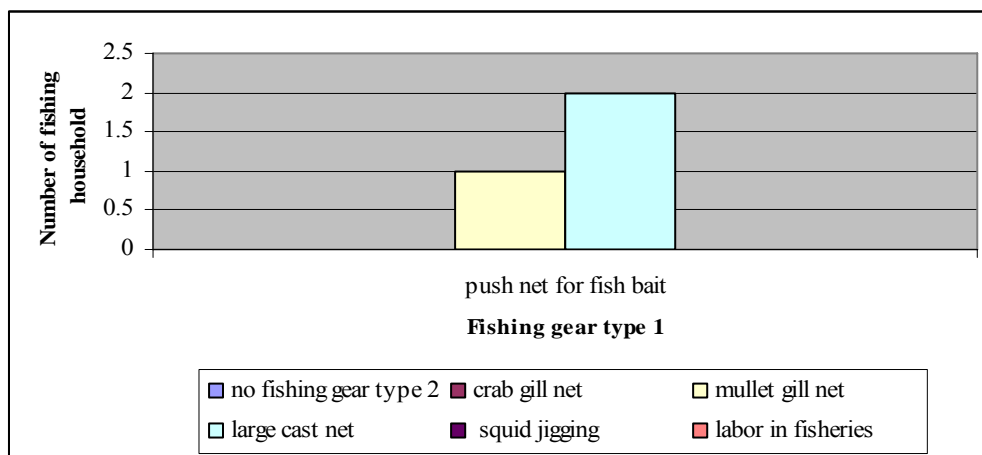 2.5
2
1.5
1
0.5
0
Number of fishing
household
push net for fish bait
Fishing gear type 1
no fishing gear type 2
crab gill net
mullet gill net
large cast net
squid jigging
labor in fisheries